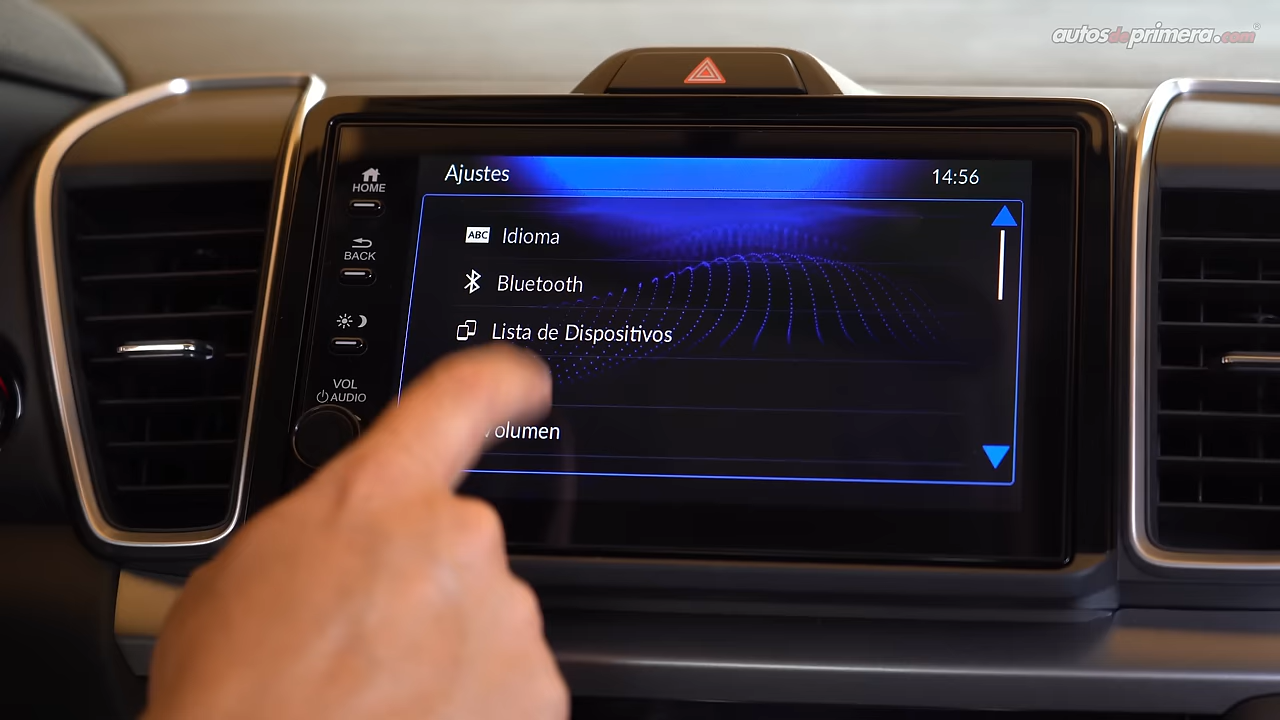 autosdeprimera.com
HOME
BACK
VOL
AUDIO
Ajustes
14:56
ABC Idioma
Bluetooth
Lista de Dispositivos
olumen